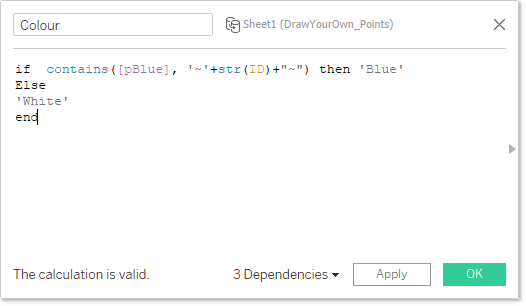 Colour
Sheet1 (DrawYourOwn_Points)
if  contains([pBlue], '~'+str(ID)+"~") then 'Blue'
Else
'White'
end
The calculation is valid.
3 Dependencies
Apply
OK